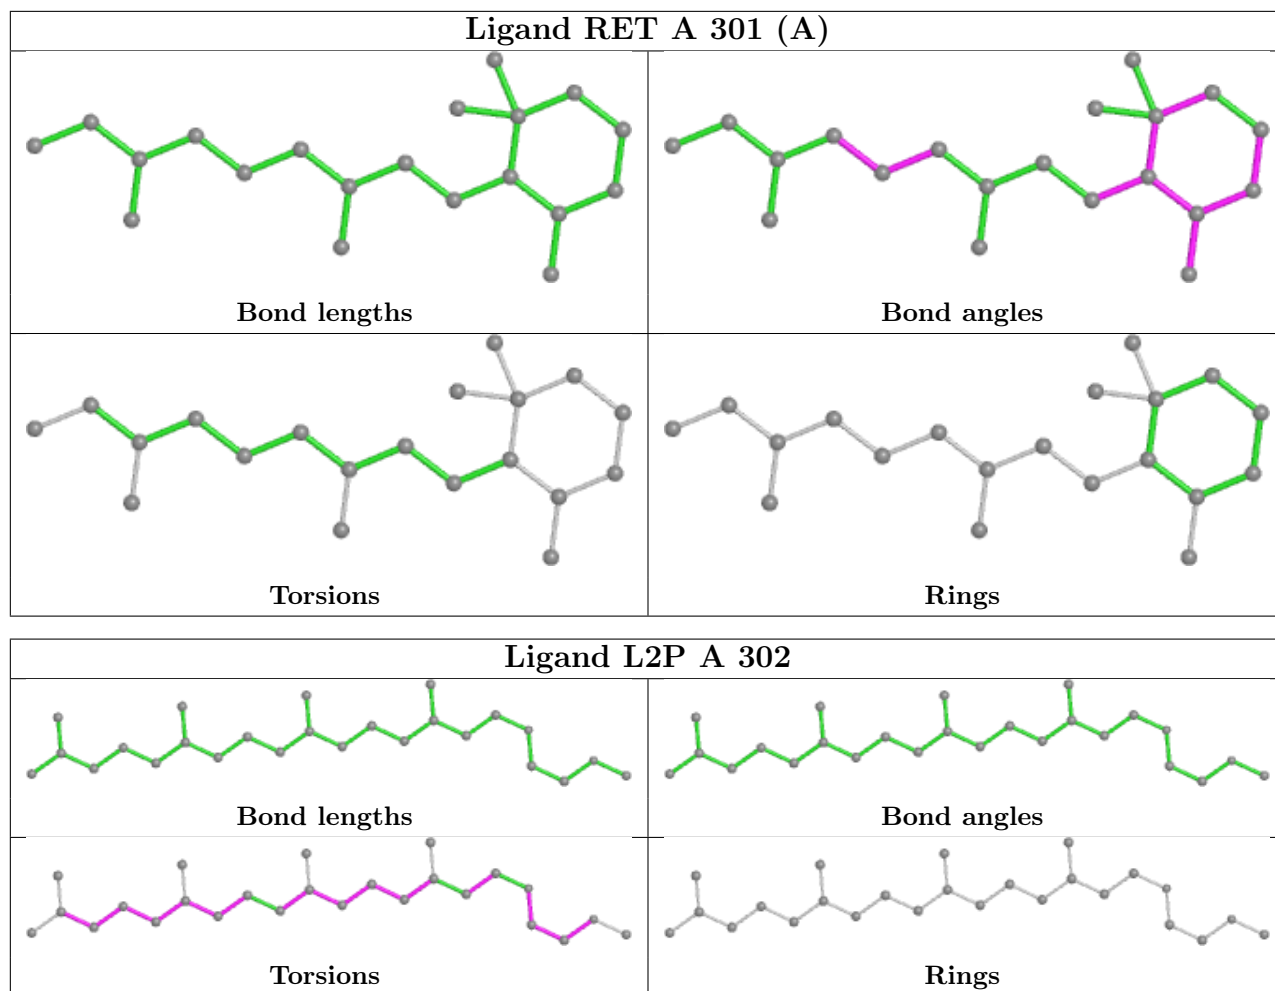 Ligand RET A 301 (A)
Bond lengths
Bond angles
Torsions
Rings
Ligand L2P A 302
Bond lengths
Bond angles
Torsions
Rings